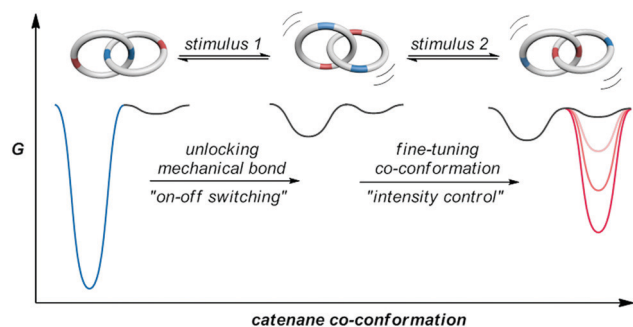 stimulus 1
stimulus 2
G
unlocking
mechanical bond
"on-off switching"
fine-tuning
co-conformation
"intensity control"
catenane co-conformation